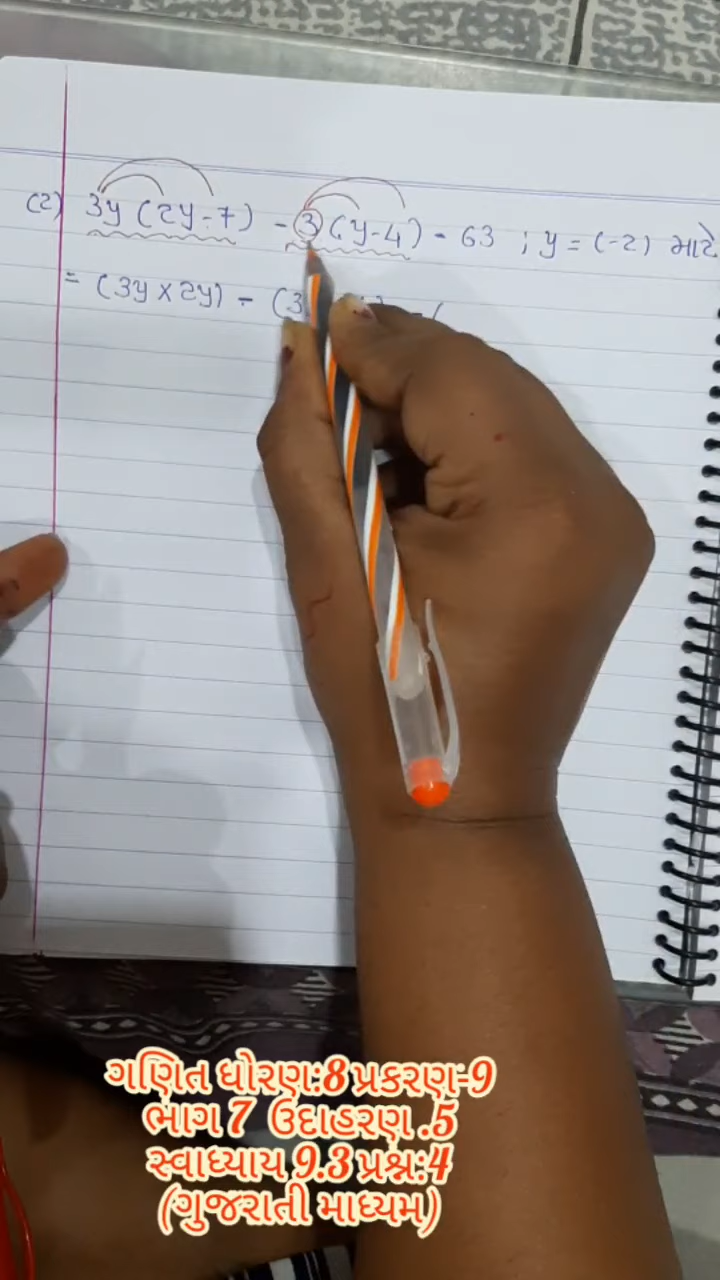 (2) 3y (2y-7) - 3 (y-4) - 63 ; y = (-2) માટે
= (3y x 2y) - (3 - (
ગણિત ધોરણ:8 પ્રકરણ-9
ભાગ 7 ઉદાહરણ .5
સ્વાધ્યાય 9.3 પ્રશ્ન:4
(ગુજરાતી માધ્યમ)